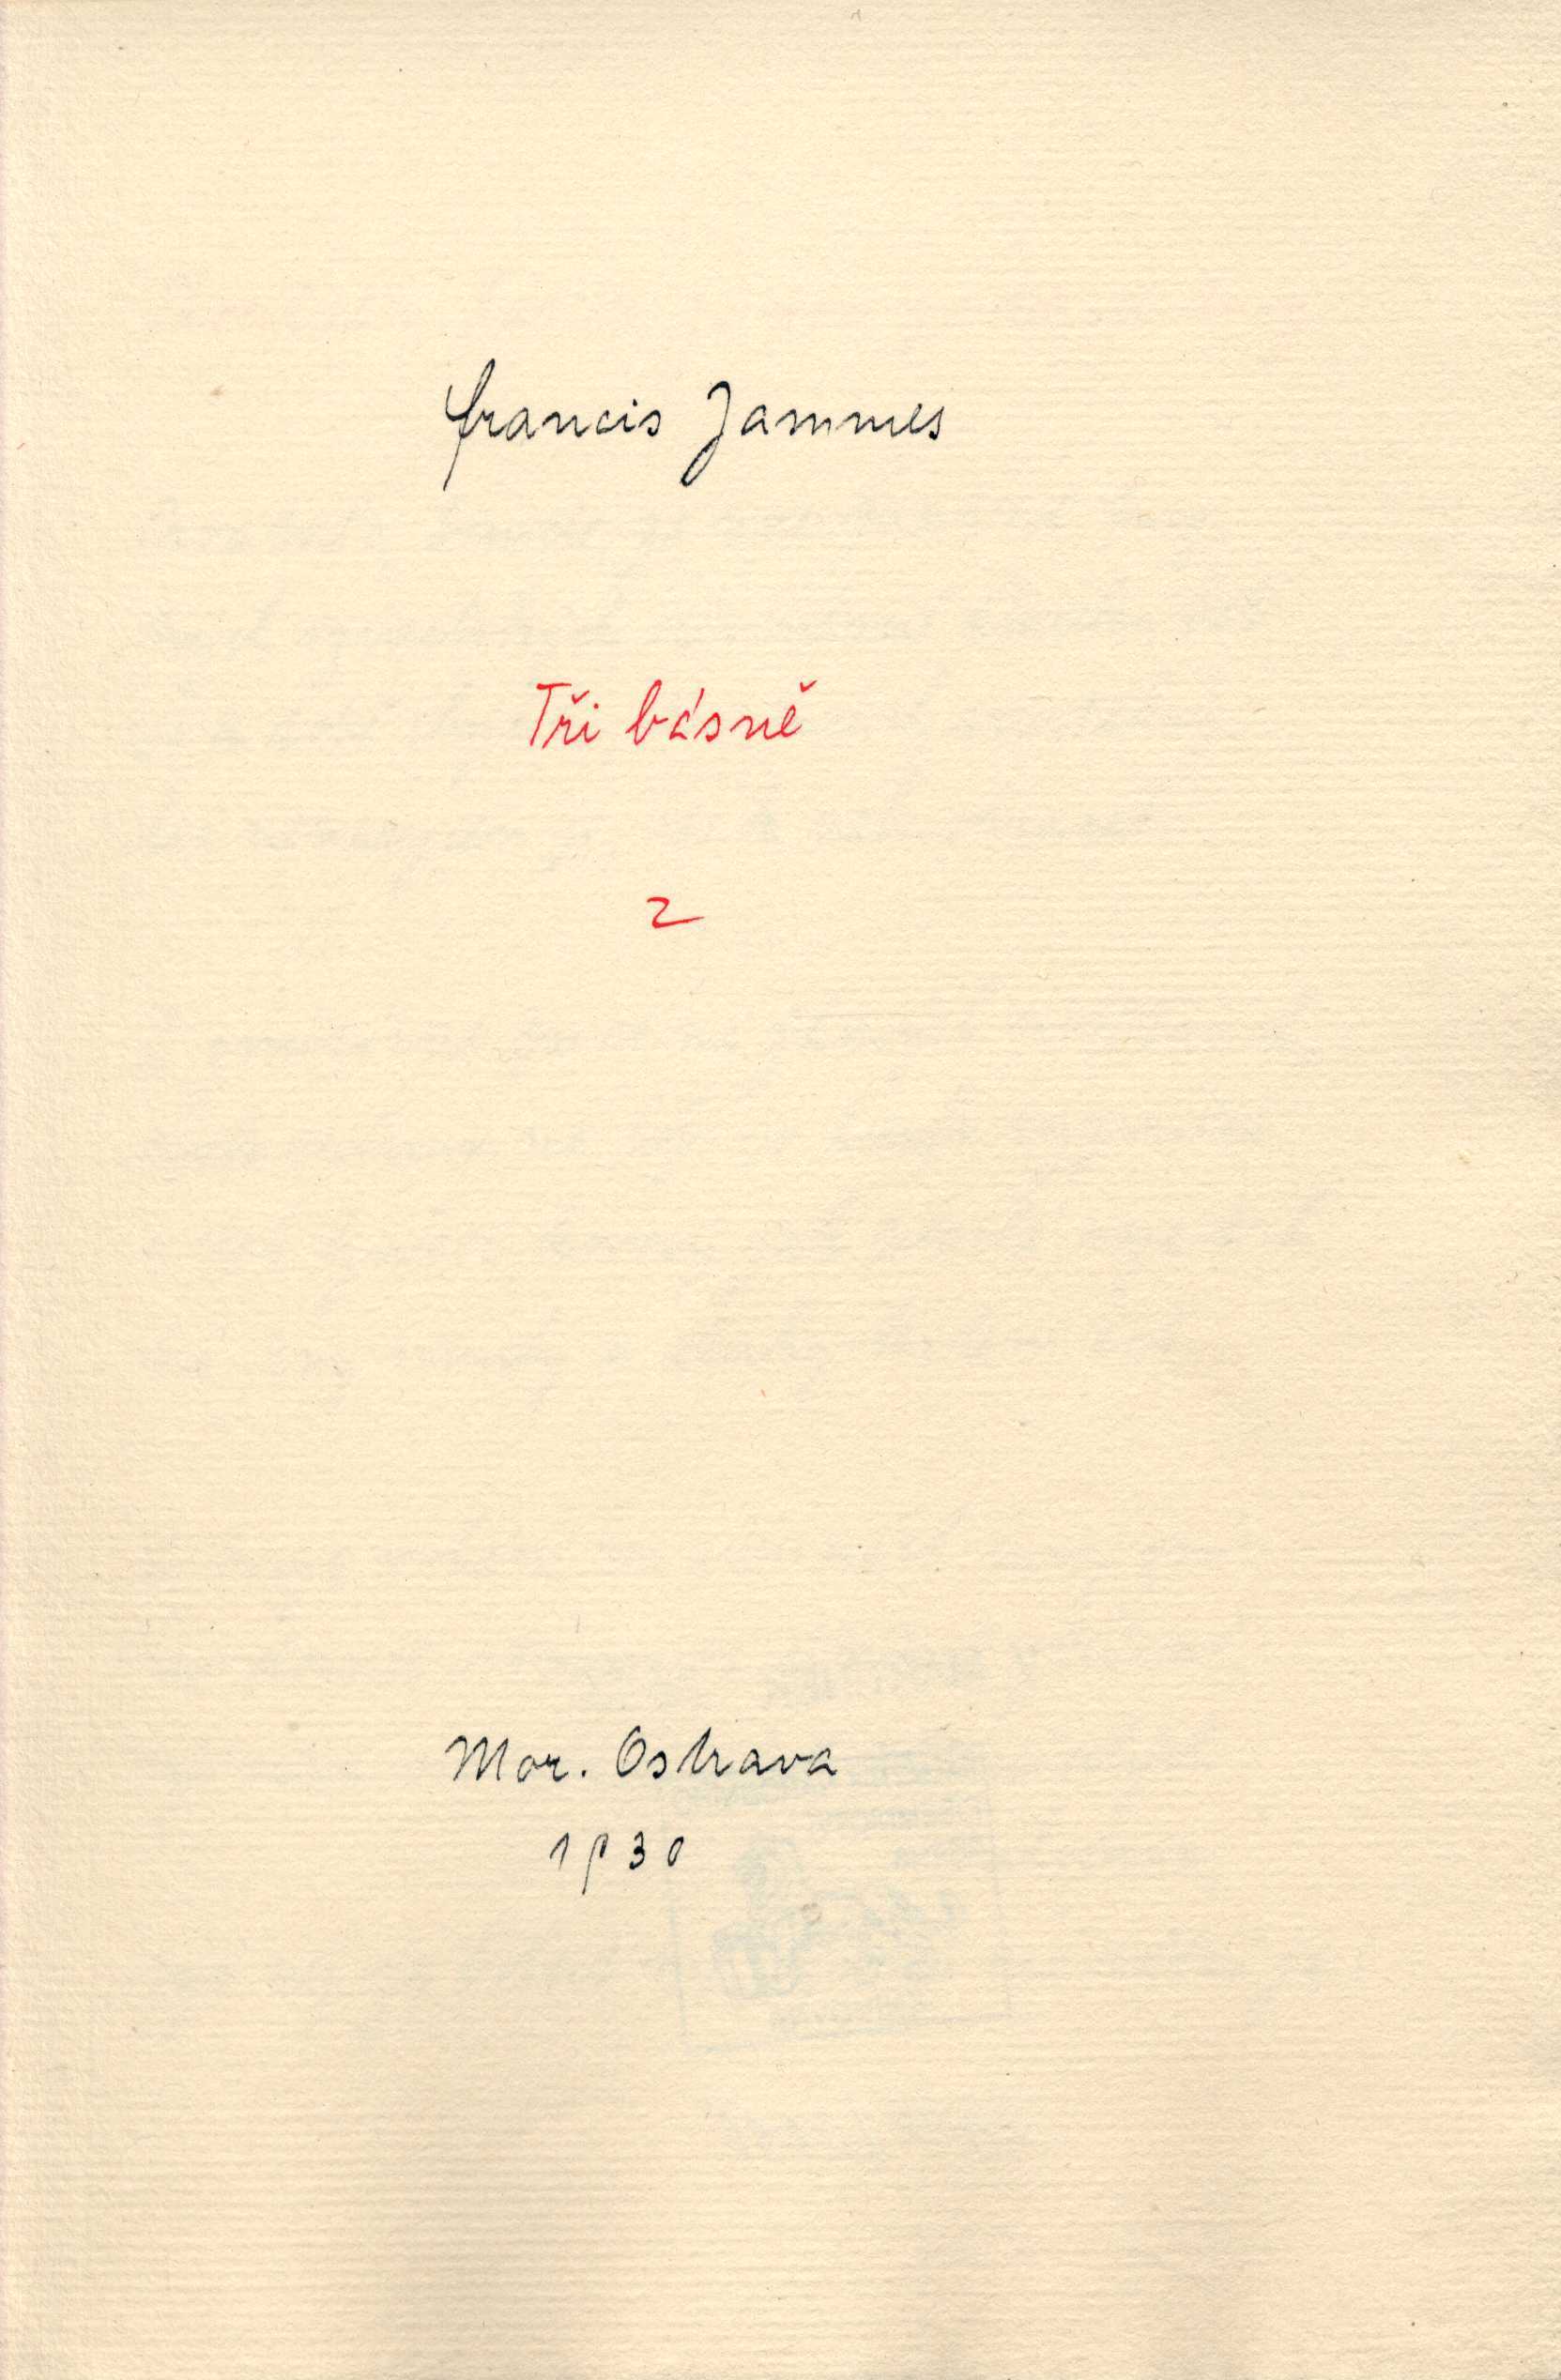 Francis Jammes
Tři básně
2
Mor. Ostrava
1930